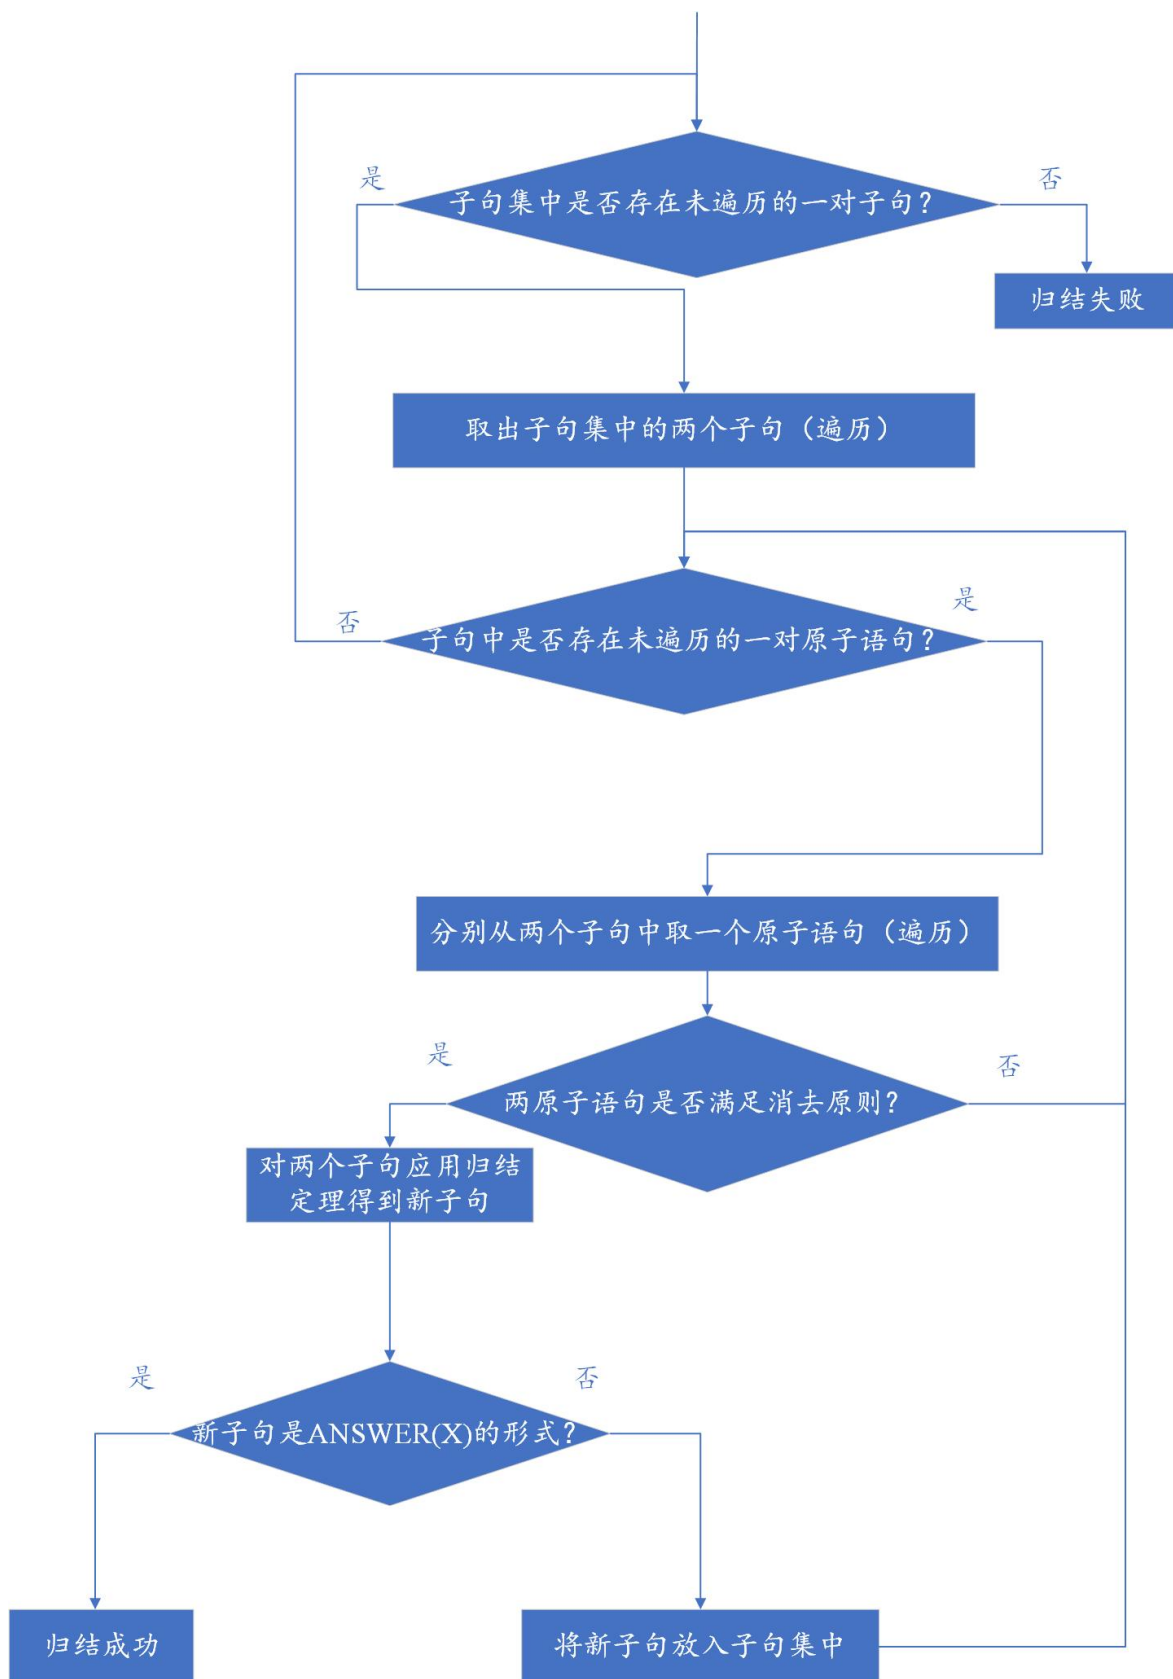 是
否
子句集中是否存在未遍历的一对子句？
归结失败
取出子句集中的两个子句（遍历）
否
是
子句中是否存在未遍历的一对原子语句？
分别从两个子句中取一个原子语句（遍历）
是
否
两原子语句是否满足消去原则？
对两个子句应用归结
定理得到新子句
是
否
新子句是ANSWER(X)的形式？
归结成功
将新子句放入子句集中